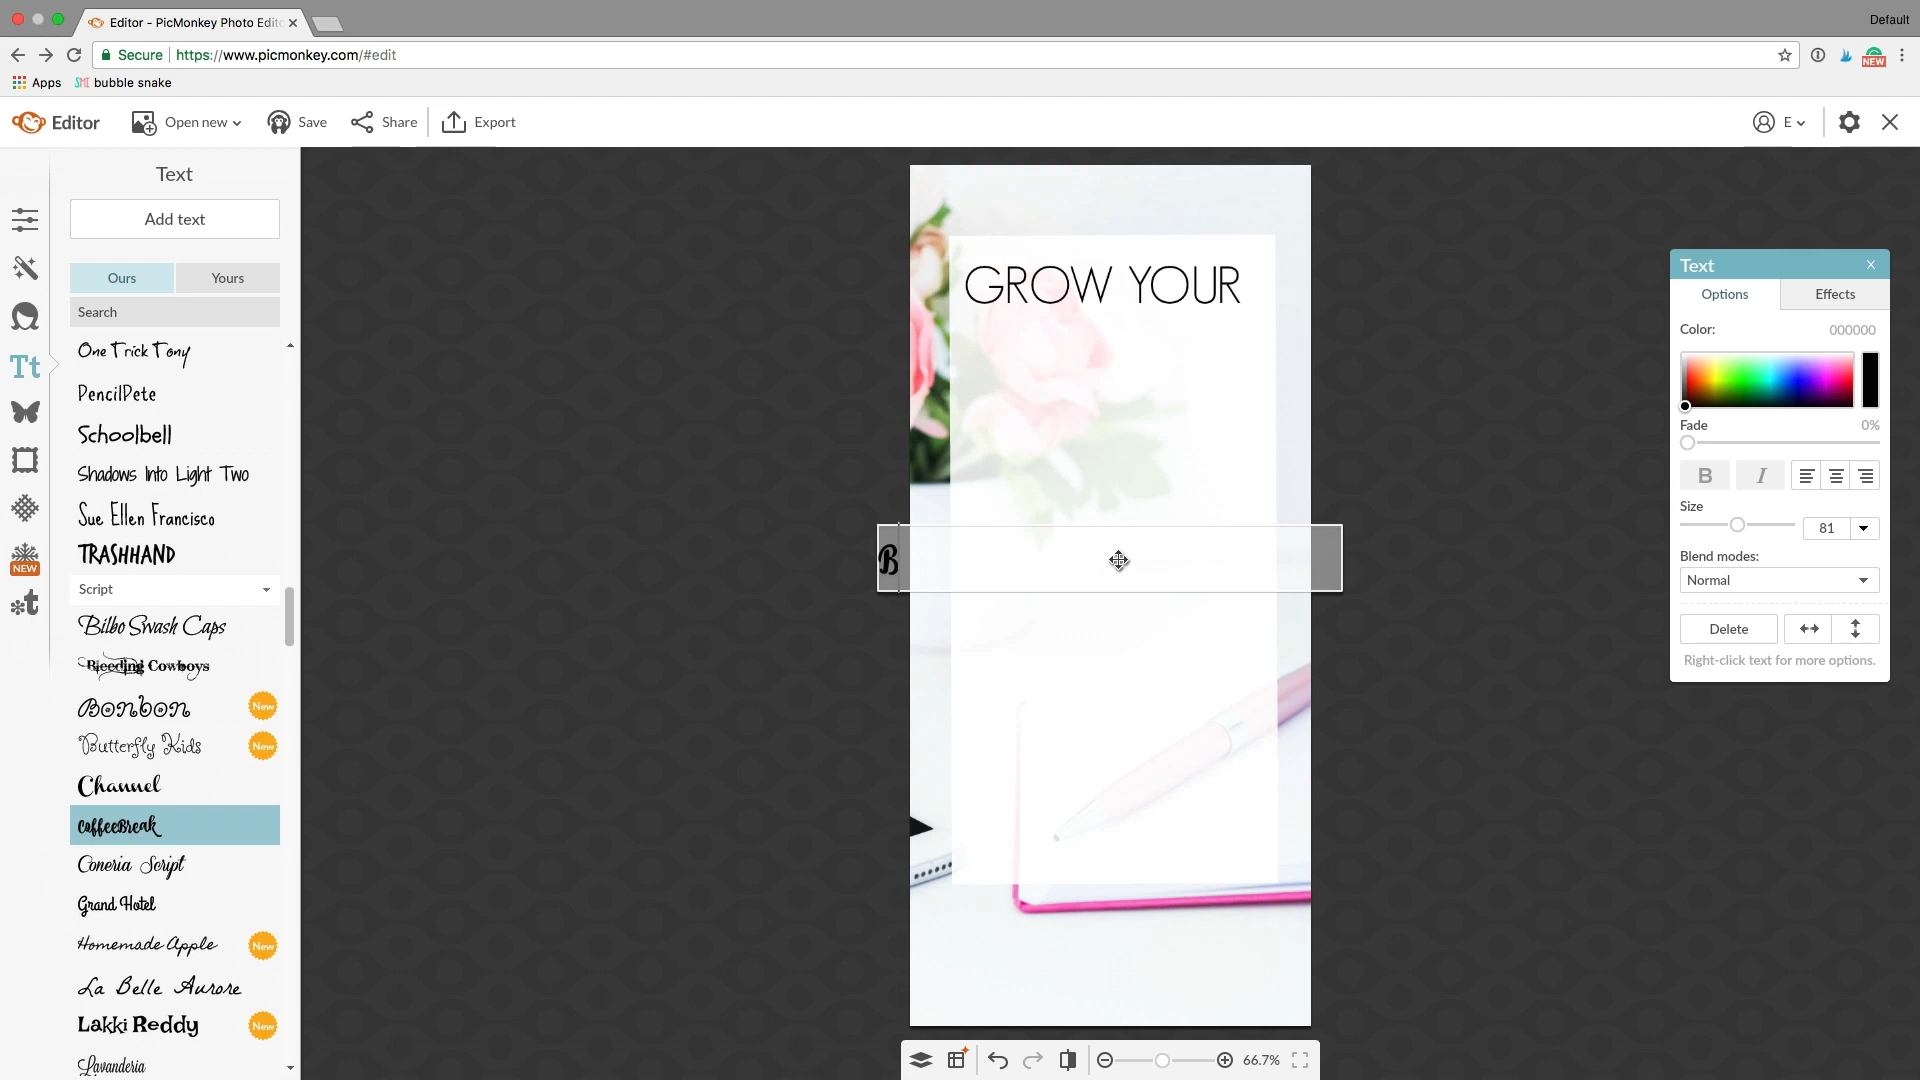 Editor - PicMonkey Photo Edit
Default
Secure
https://www.picmonkey.com/#edit
NEW
Apps
SMI bubble snake
Editor
Open new
Save
Share
Export
E
Text
Add text
Ours
Yours
Search
One Trick Tony
PencilPete
Schoolbell
Shadows Into Light Two
Sue Ellen Francisco
TRASHHAND
Script
Bilbo Swash Caps
Bleeding Cowboys
Bonbon
New
Butterfly Kids
New
Channel
CoffeeBreak
Coneria Script
Grand Hotel
Homemade Apple
New
La Belle Aurore
Lakki Reddy
New
Lavanderia
Tt
NEW
t
GROW YOUR
B
Text
Options
Effects
Color:
000000
Fade
0%
B
I
Size
81
Blend modes:
Normal
Delete
Right-click text for more options.
66.7%